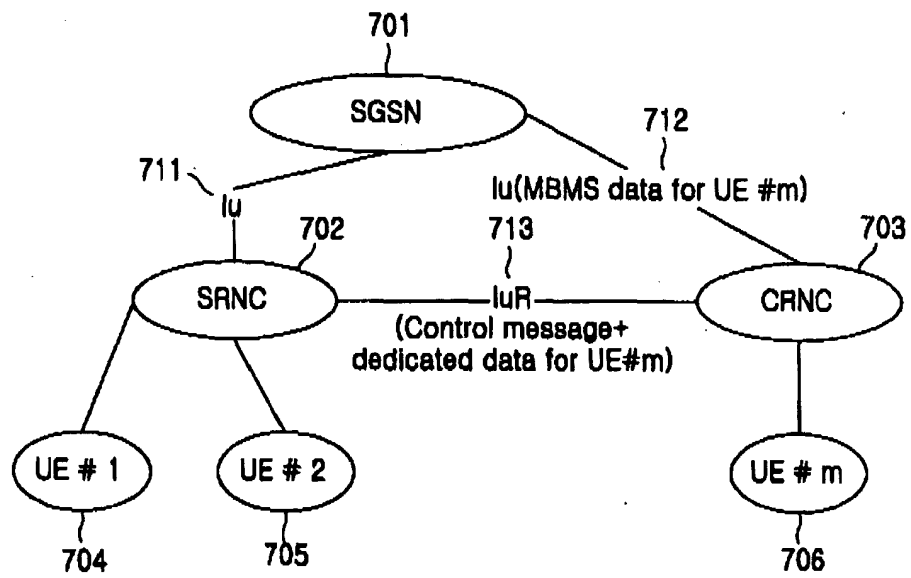 701
SGSN
712
711
Iu
Iu(MBMS data for UE #m)
702
713
703
SRNC
IuR
CRNC
(Control message+
dedicated data for UE#m)
UE # 1
UE # 2
UE # m
704
705
706